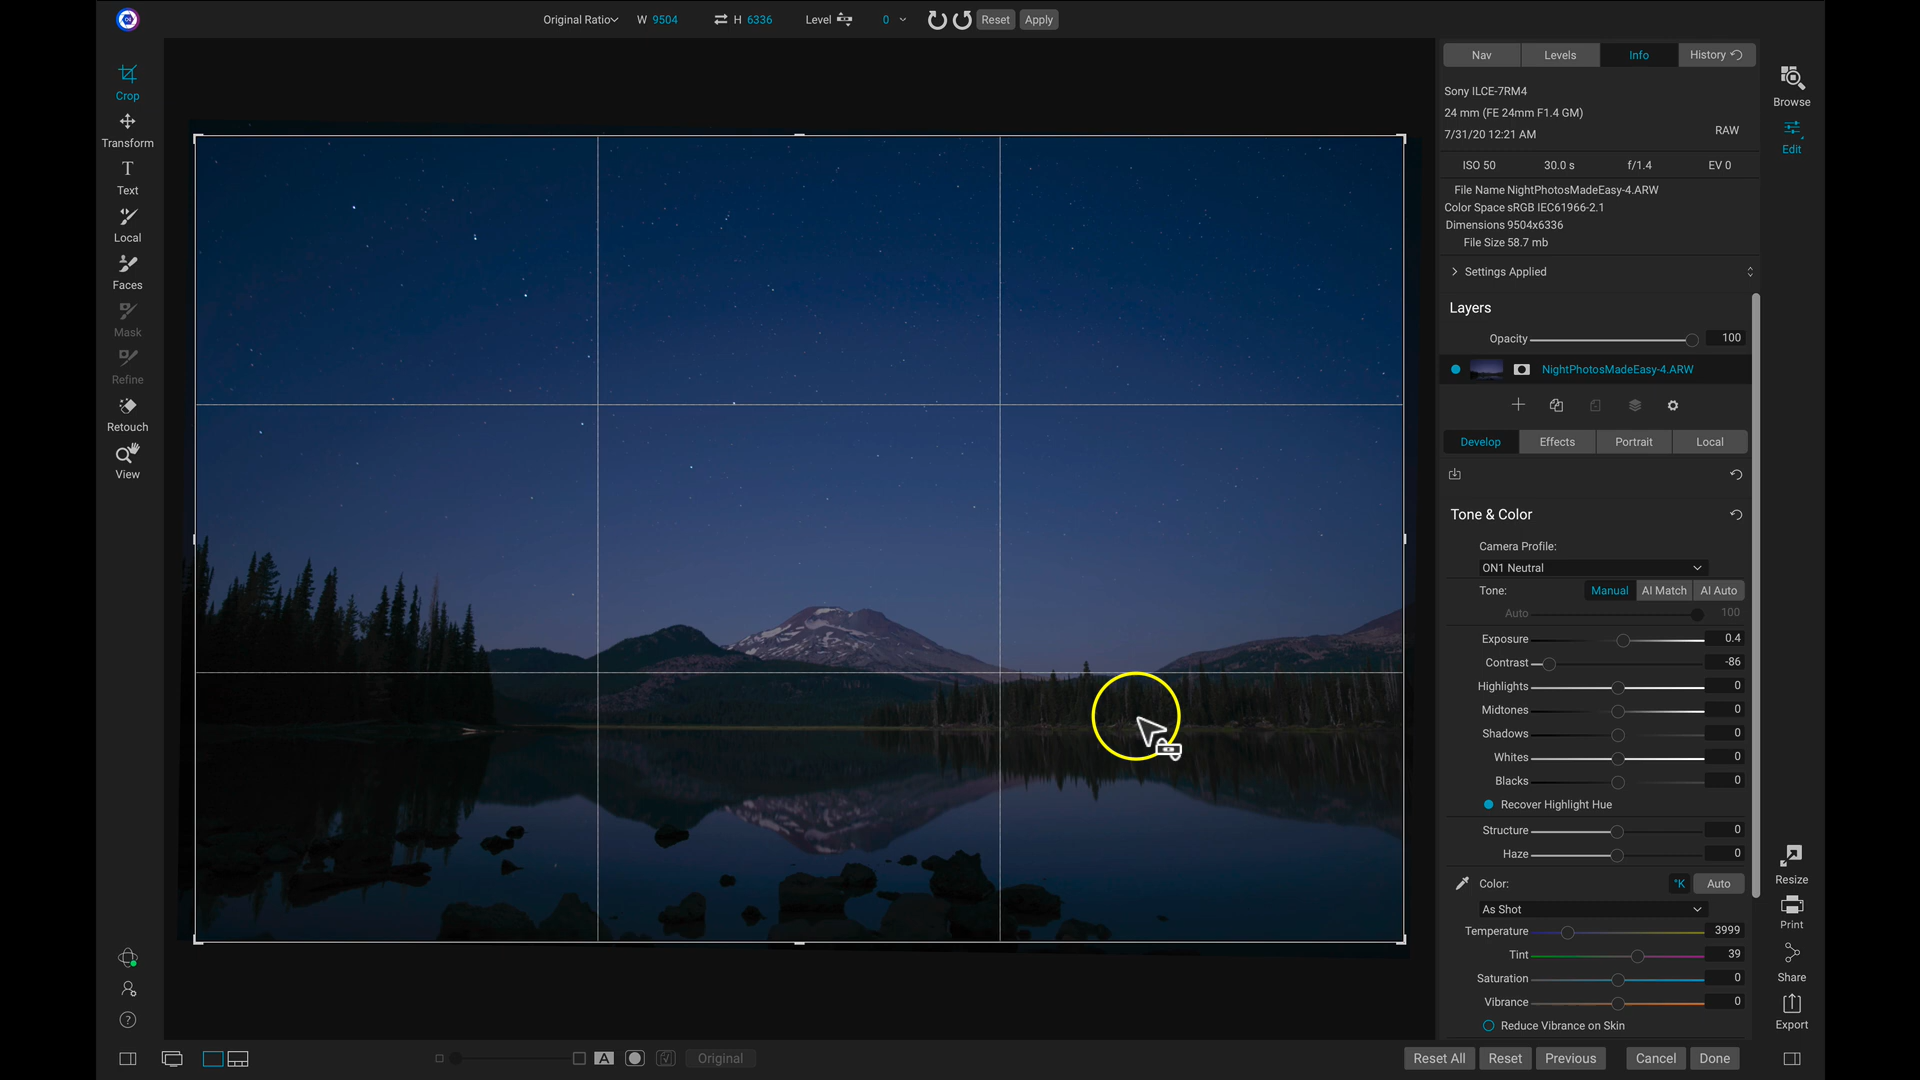 Original Ratio W 9504 H 6336 Level 0 Reset Apply
Crop
Transform
Text
Local
Faces
Mask
Refine
Retouch
View
Nav Levels Info History
Sony ILCE-7RM4
24 mm (FE 24mm F1.4 GM)
7/31/20 12:21 AM RAW
ISO 50 30.0 s f/1.4 EV 0
File Name NightPhotosMadeEasy-4.ARW
Color Space sRGB IEC61966-2.1
Dimensions 9504x6336
File Size 58.7 mb
Settings Applied
Layers
Opacity 100
NightPhotosMadeEasy-4.ARW
Develop Effects Portrait Local
Tone & Color
Camera Profile:
ON1 Neutral
Tone: Manual AI Match AI Auto
Auto 100
Exposure 0.4
Contrast -86
Highlights 0
Midtones 0
Shadows 0
Whites 0
Blacks 0
Recover Highlight Hue
Structure 0
Haze 0
Color: °K Auto
As Shot
Temperature 3999
Tint 39
Saturation 0
Vibrance 0
Reduce Vibrance on Skin
Browse
Edit
Resize
Print
Share
Export
A Original
Reset All Reset Previous Cancel Done